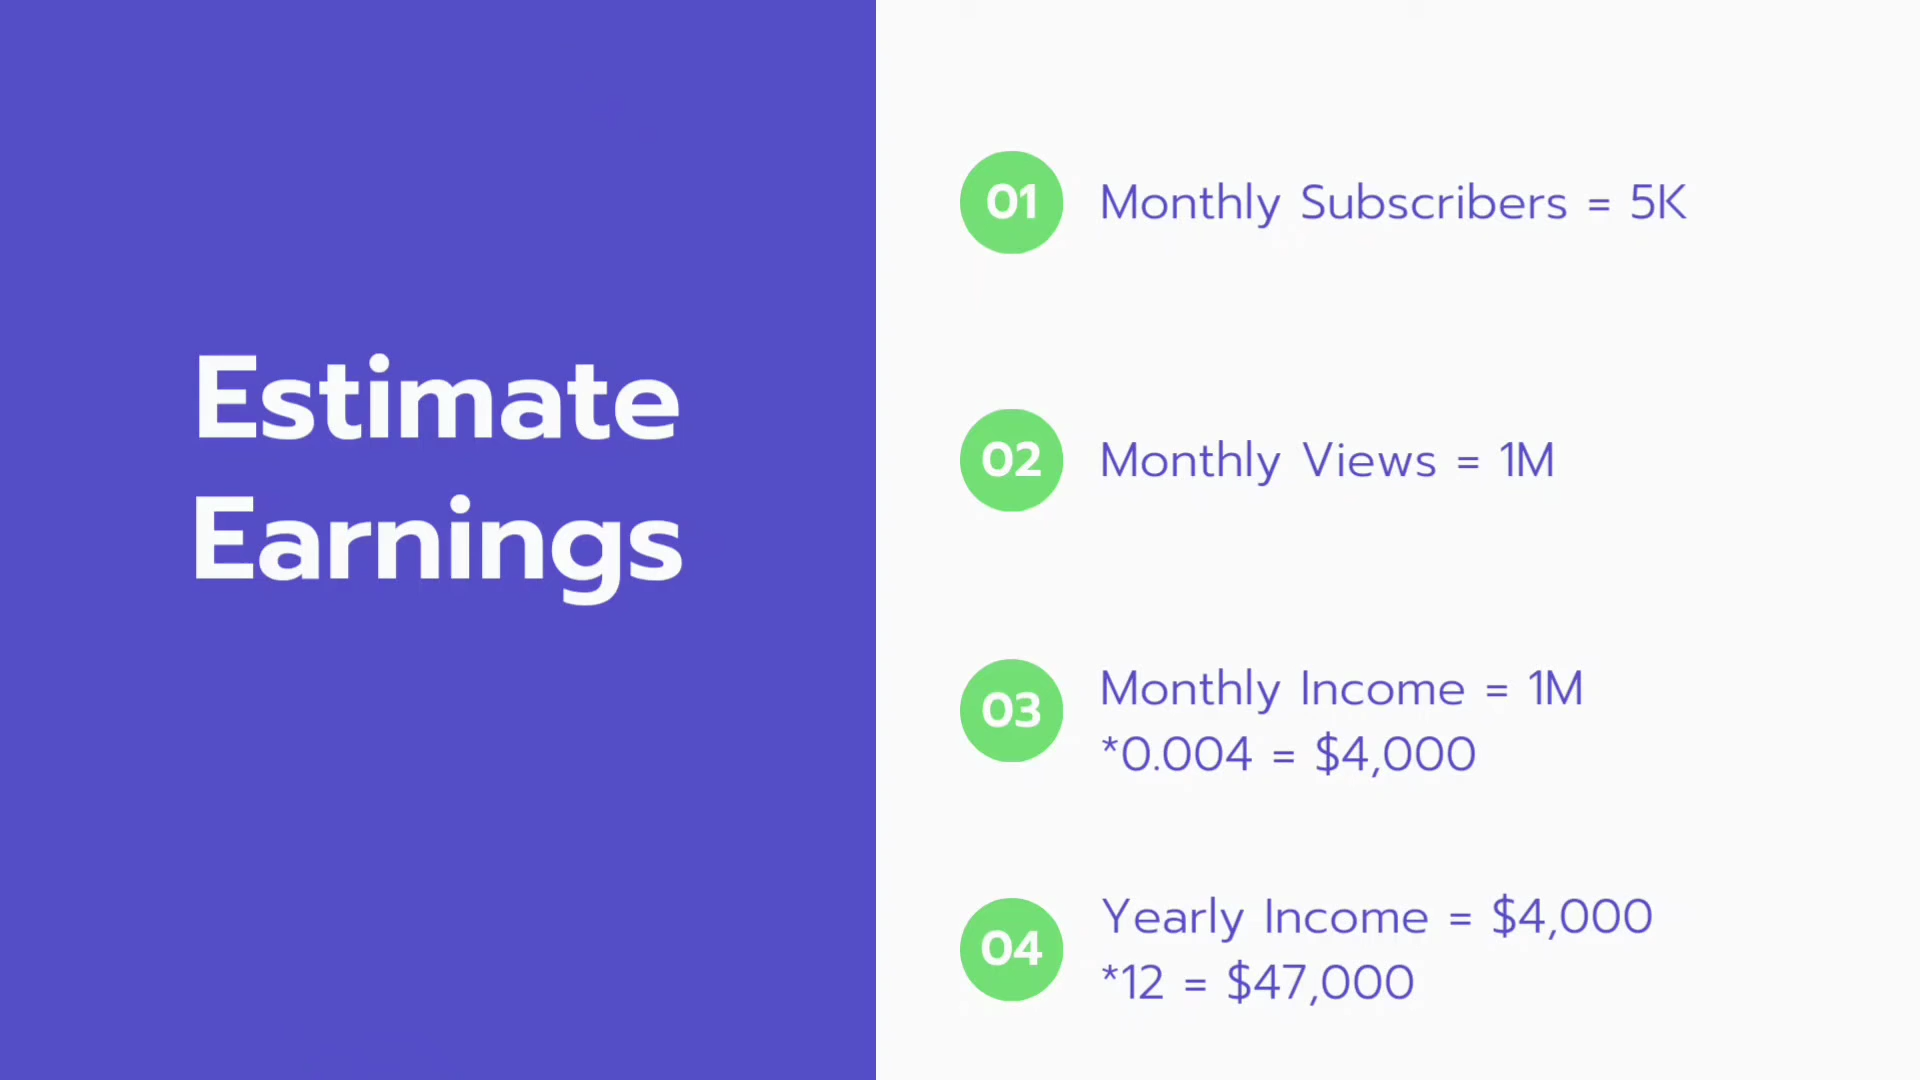 Estimate
Earnings
01
Monthly Subscribers = 5K
02
Monthly Views = 1M
03
Monthly Income = 1M
*0.004 = $4,000
04
Yearly Income = $4,000
*12 = $47,000